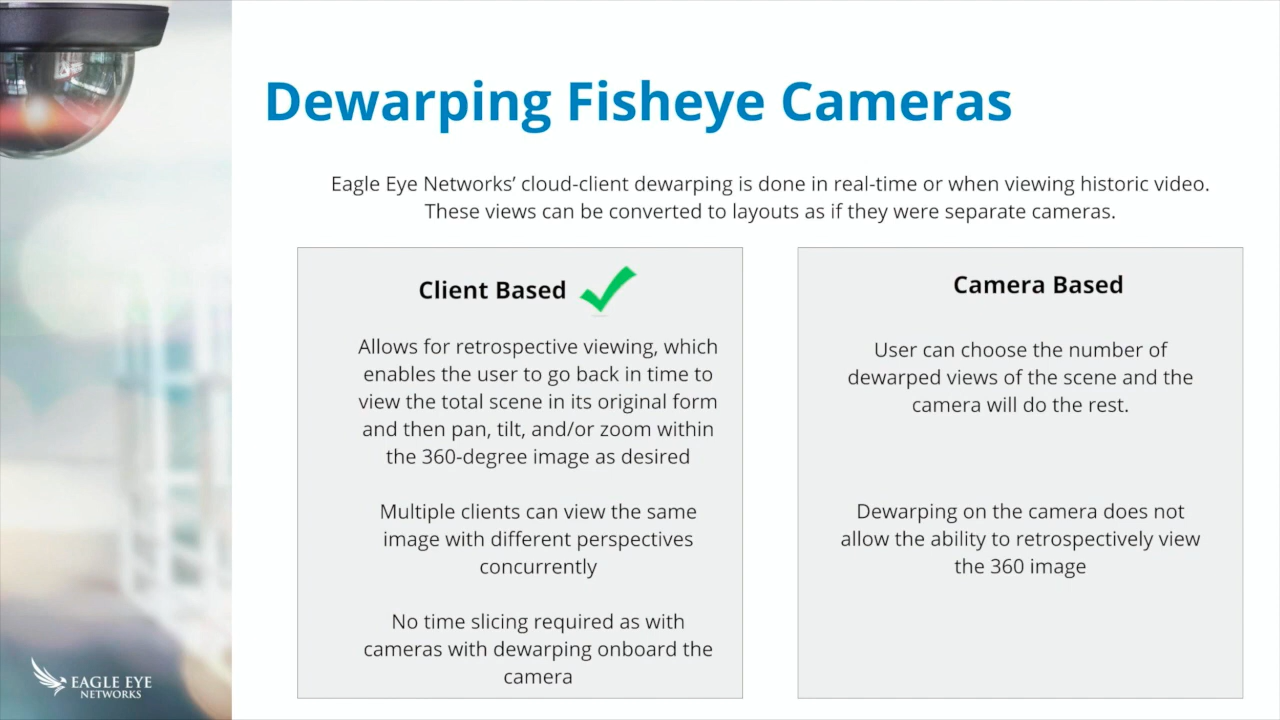 Dewarping Fisheye Cameras
Eagle Eye Networks’ cloud-client dewarping is done in real-time or when viewing historic video.
These views can be converted to layouts as if they were separate cameras.
Client Based
Allows for retrospective viewing, which
enables the user to go back in time to
view the total scene in its original form
and then pan, tilt, and/or zoom within
the 360-degree image as desired
Multiple clients can view the same
image with different perspectives
concurrently
No time slicing required as with
cameras with dewarping onboard the
camera
Camera Based
User can choose the number of
dewarped views of the scene and the
camera will do the rest.
Dewarping on the camera does not
allow the ability to retrospectively view
the 360 image
EAGLE EYE
NETWORKS